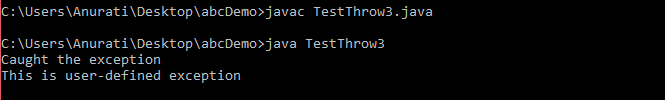 C:\Users\Anurati\Desktop\abcDemo>javac TestThrow3.java
C:\Users\Anurati\Desktop\abcDemo>java TestThrow3
Caught the exception
This is user-defined exception